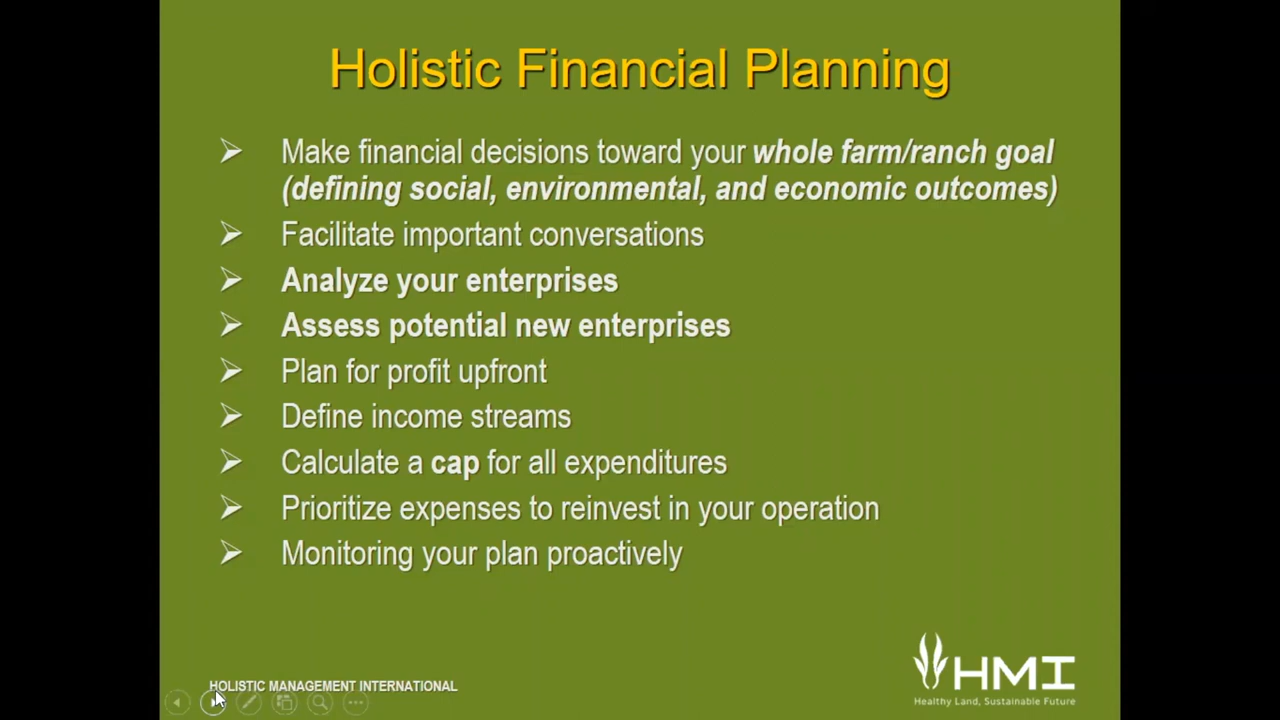 Holistic Financial Planning
Make financial decisions toward your whole farm/ranch goal
(defining social, environmental, and economic outcomes)
Facilitate important conversations
Analyze your enterprises
Assess potential new enterprises
Plan for profit upfront
Define income streams
Calculate a cap for all expenditures
Prioritize expenses to reinvest in your operation
Monitoring your plan proactively
HOLISTIC MANAGEMENT INTERNATIONAL
HMI
Healthy Land, Sustainable Future